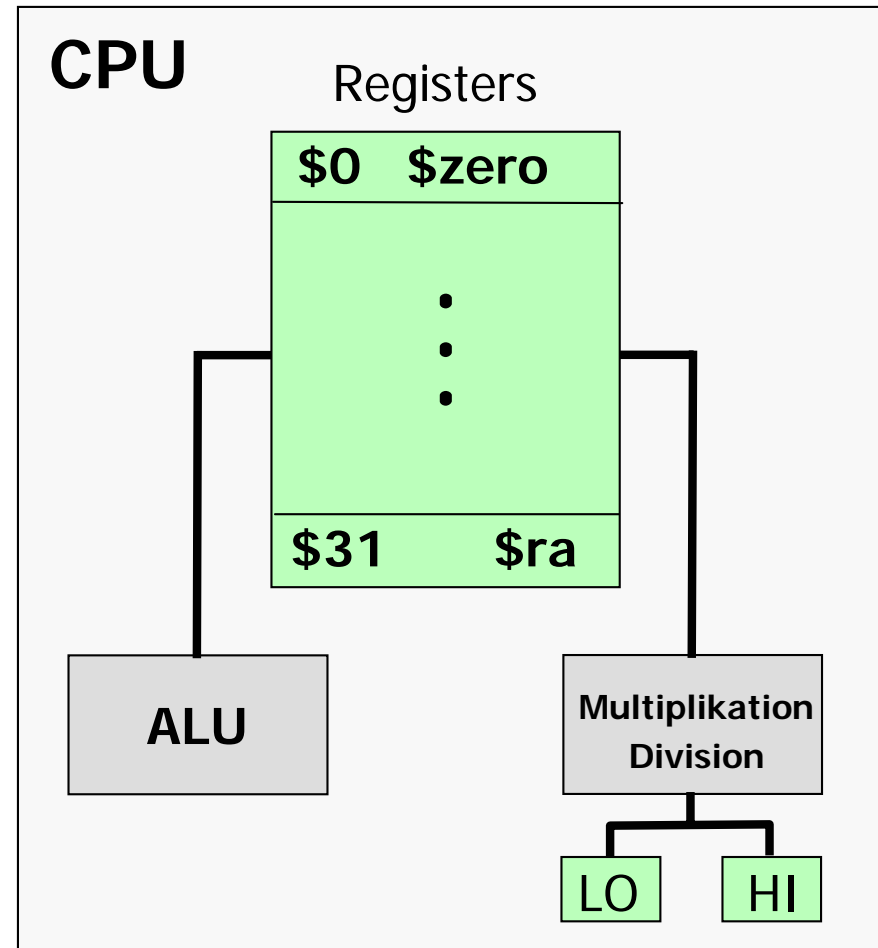 CPU
Registers
$0 $zero
$31 $ra
ALU
Multiplikation
Division
LO HI